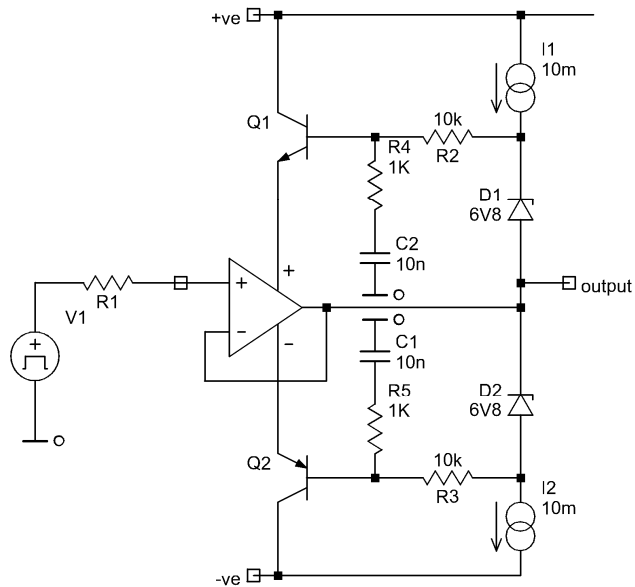 +ve
I1
10m
Q1
10k
R4
1K
R2
D1
6V8
C2
10n
+
+
R1
output
V1
+
−
−
C1
10n
D2
6V8
R5
1K
Q2
10k
R3
I2
10m
-ve